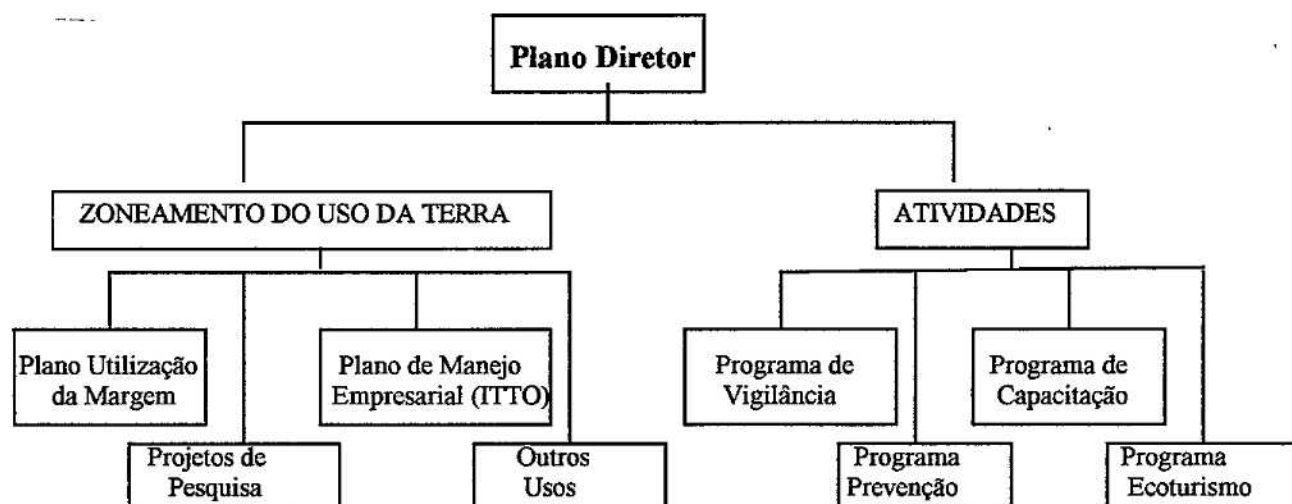 Plano Diretor
ZONEAMENTO DO USO DA TERRA
ATIVIDADES
Plano Utilização
da Margem
Plano de Manejo
Empresarial (ITTO)
Programa de
Vigilância
Programa de
Capacitação
Projetos de
Pesquisa
Outros
Usos
Programa
Prevenção
Programa
Ecoturismo